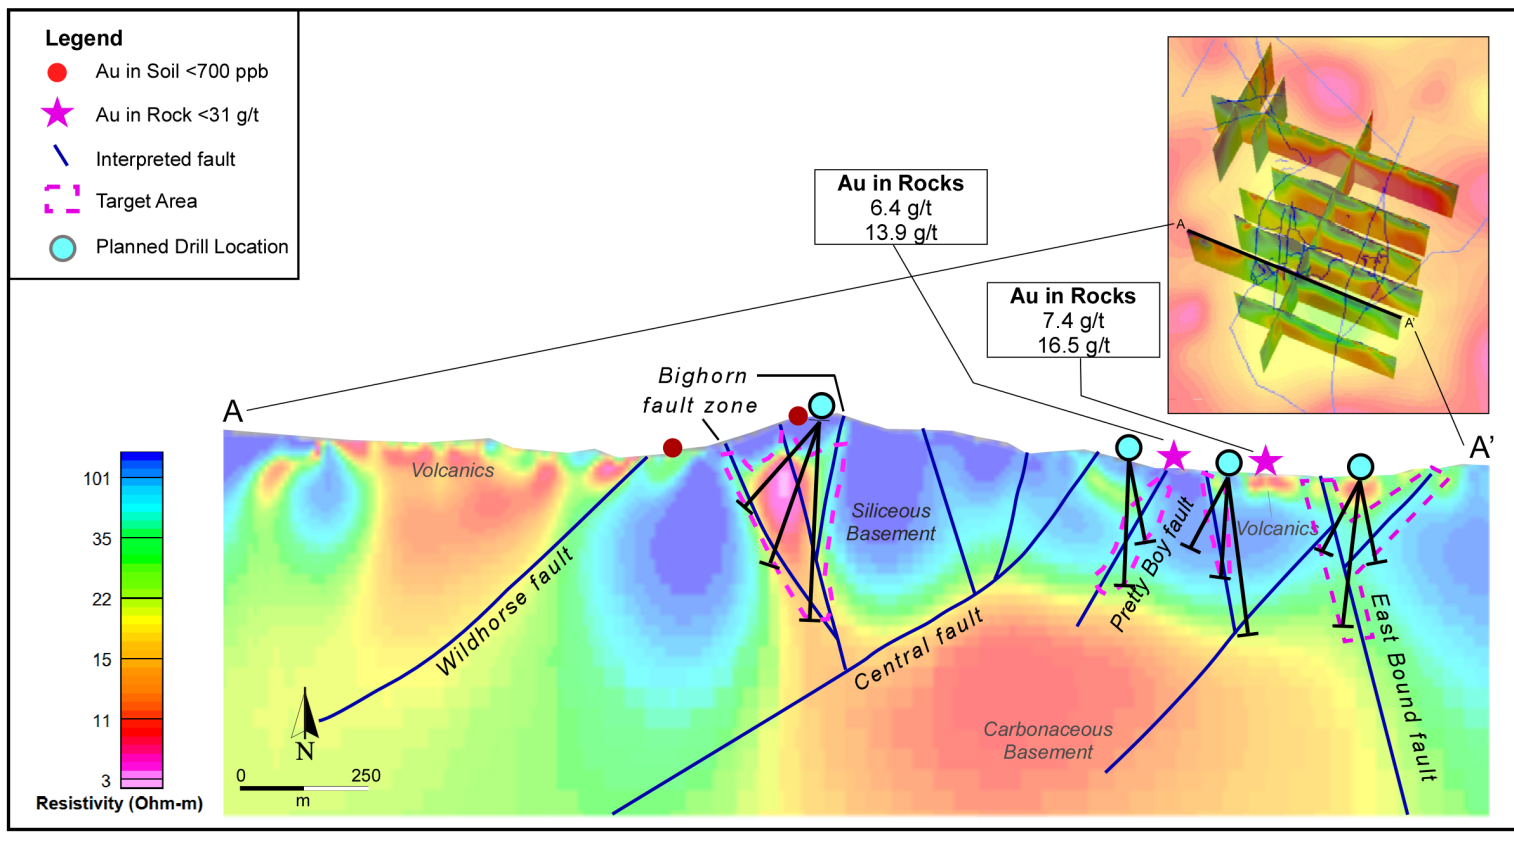 Legend
Au in Soil <700 ppb
Au in Rock <31 g/t
Interpreted fault
Target Area
Planned Drill Location
Au in Rocks
6.4 g/t
13.9 g/t
Au in Rocks
7.4 g/t
16.5 g/t
A
A'
A
A'
Bighorn
fault zone
Volcanics
Siliceous
Basement
Volcanics
Wildhorse fault
Central fault
Pretty Boy fault
East Bound fault
Carbonaceous
Basement
101
35
22
15
11
3
Resistivity (Ohm-m)
N
0 250
m